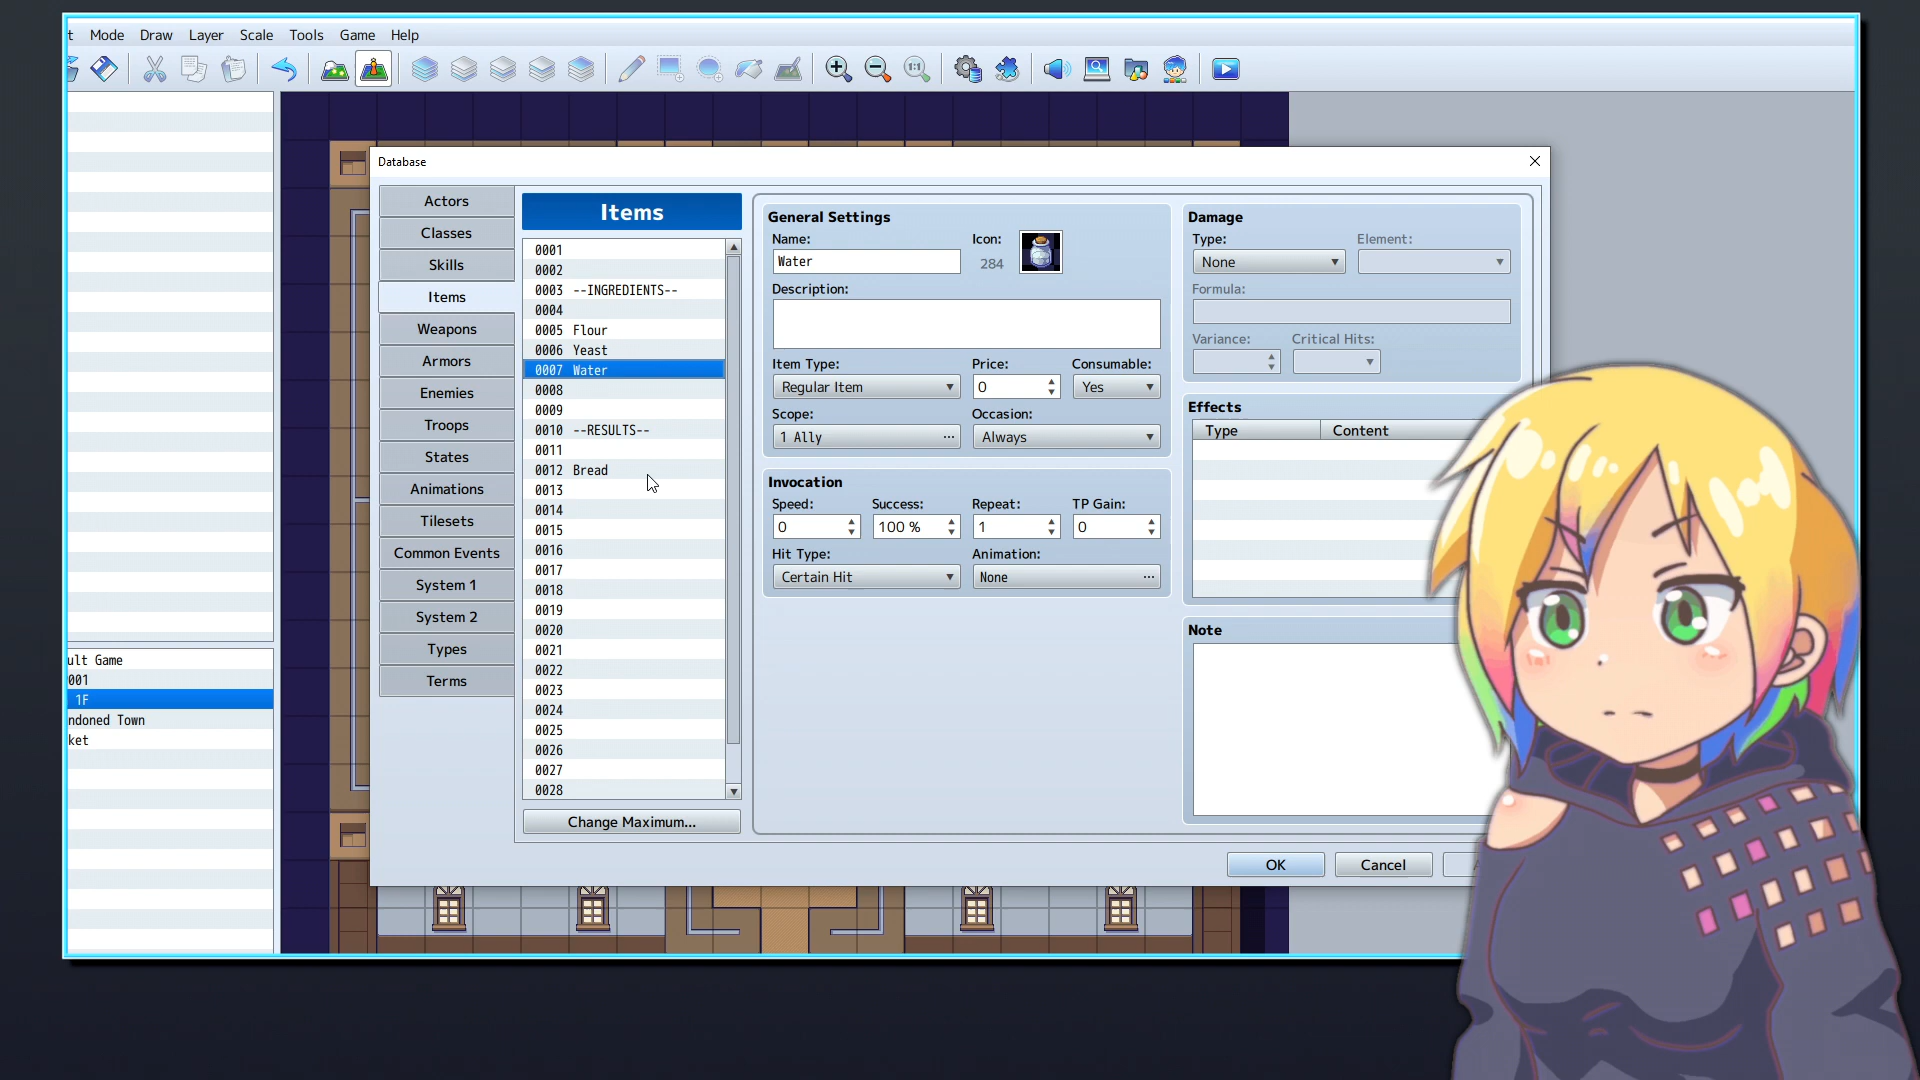 t Mode Draw Layer Scale Tools Game Help
Database
Actors
Classes
Skills
Items
Weapons
Armors
Enemies
Troops
States
Animations
Tilesets
Common Events
System 1
System 2
Types
Terms
Items
0001
0002
0003 --INGREDIENTS--
0004
0005 Flour
0006 Yeast
0007 Water
0008
0009
0010 --RESULTS--
0011
0012 Bread
0013
0014
0015
0016
0017
0018
0019
0020
0021
0022
0023
0024
0025
0026
0027
0028
Change Maximum...
General Settings
Name: Icon:
Water 284
Description:
Item Type: Price: Consumable:
Regular Item 0 Yes
Scope: Occasion:
1 Ally ... Always
Invocation
Speed: Success: Repeat: TP Gain:
0 100 % 1 0
Hit Type: Animation:
Certain Hit None ...
Damage
Type: Element:
None
Formula:
Variance: Critical Hits:
Effects
Type Content
Note
OK Cancel
ult Game
001
1F
ndoned Town
ket
1:1